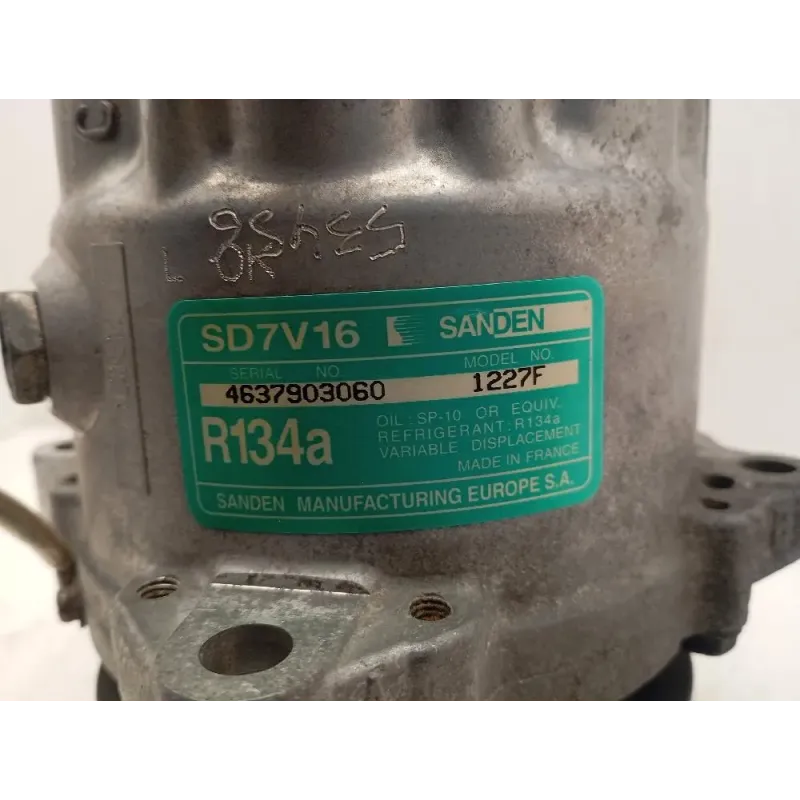 C
SD7V16 SANDEN
SERIAL NO. MODEL NO.
4637903060 1227F
R134a
OIL : SP-10 OR EQUIV.
REFRIGERANT : R134a
VARIABLE DISPLACEMENT
MADE IN FRANCE
SANDEN MANUFACTURING EUROPE S.A.